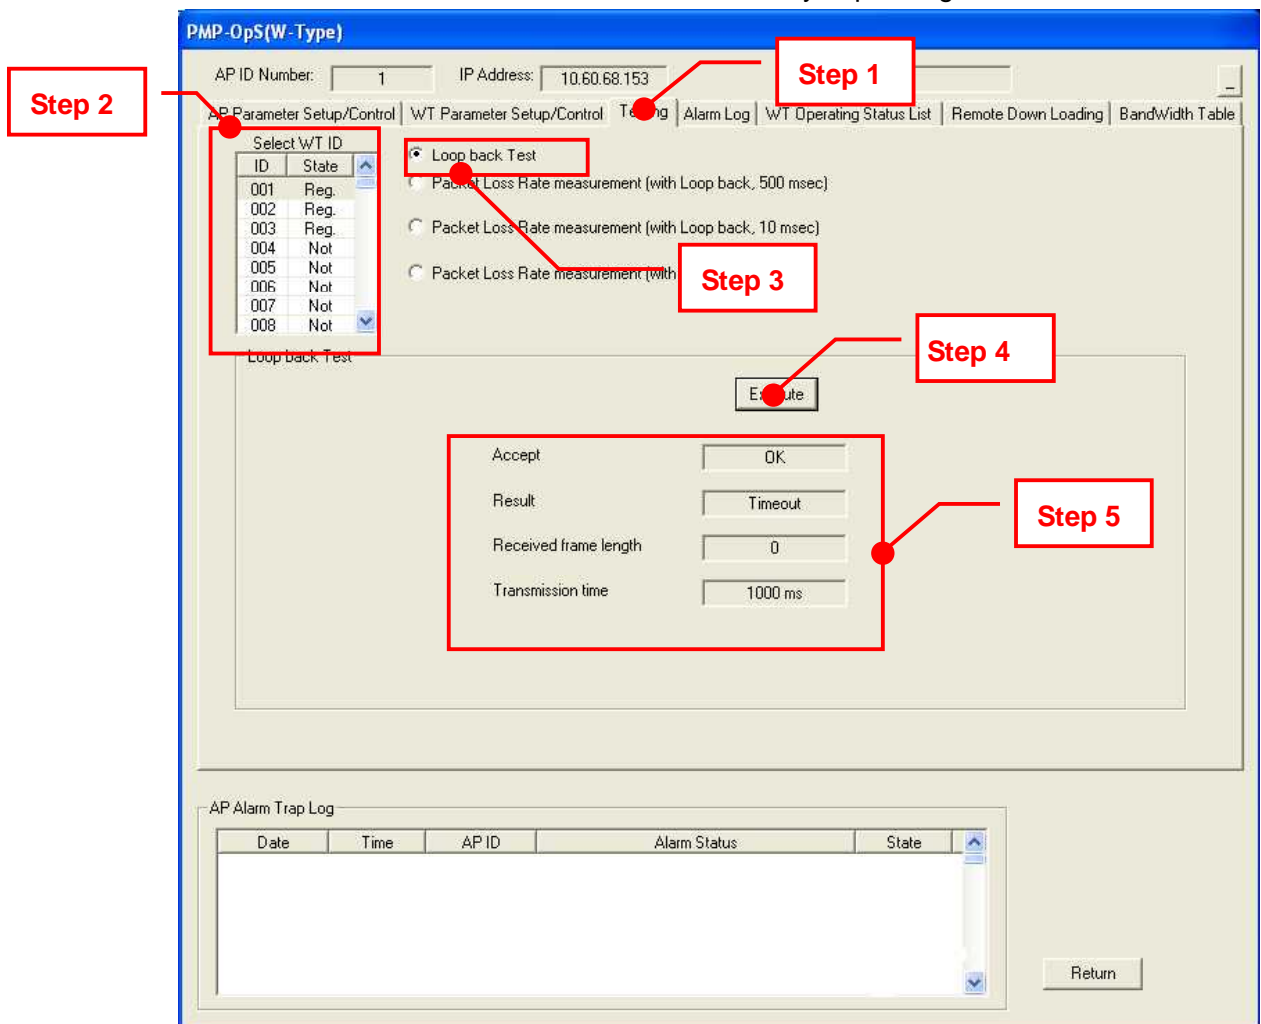 PMP-OpS(W-Type)
AP ID Number: 1 IP Address: 10.60.68.153
Step 1
Step 2
Parameter Setup/Control WT Parameter Setup/Control Alarm Log WT Operating Status List Remote Down Loading BandWidth Table
Select WT ID
ID State
001 Reg.
002 Reg.
003 Reg.
004 Not
005 Not
006 Not
007 Not
008 Not
Loop back Test
Packet Loss Rate measurement (with Loop back, 500 msec)
Packet Loss Rate measurement (with Loop back, 10 msec)
Packet Loss Rate measurement (with
Step 3
Step 4
Loop back Test
Execute
Accept OK
Result Timeout
Received frame length 0
Transmission time 1000 ms
Step 5
AP Alarm Trap Log
Date Time AP ID Alarm Status State
Return